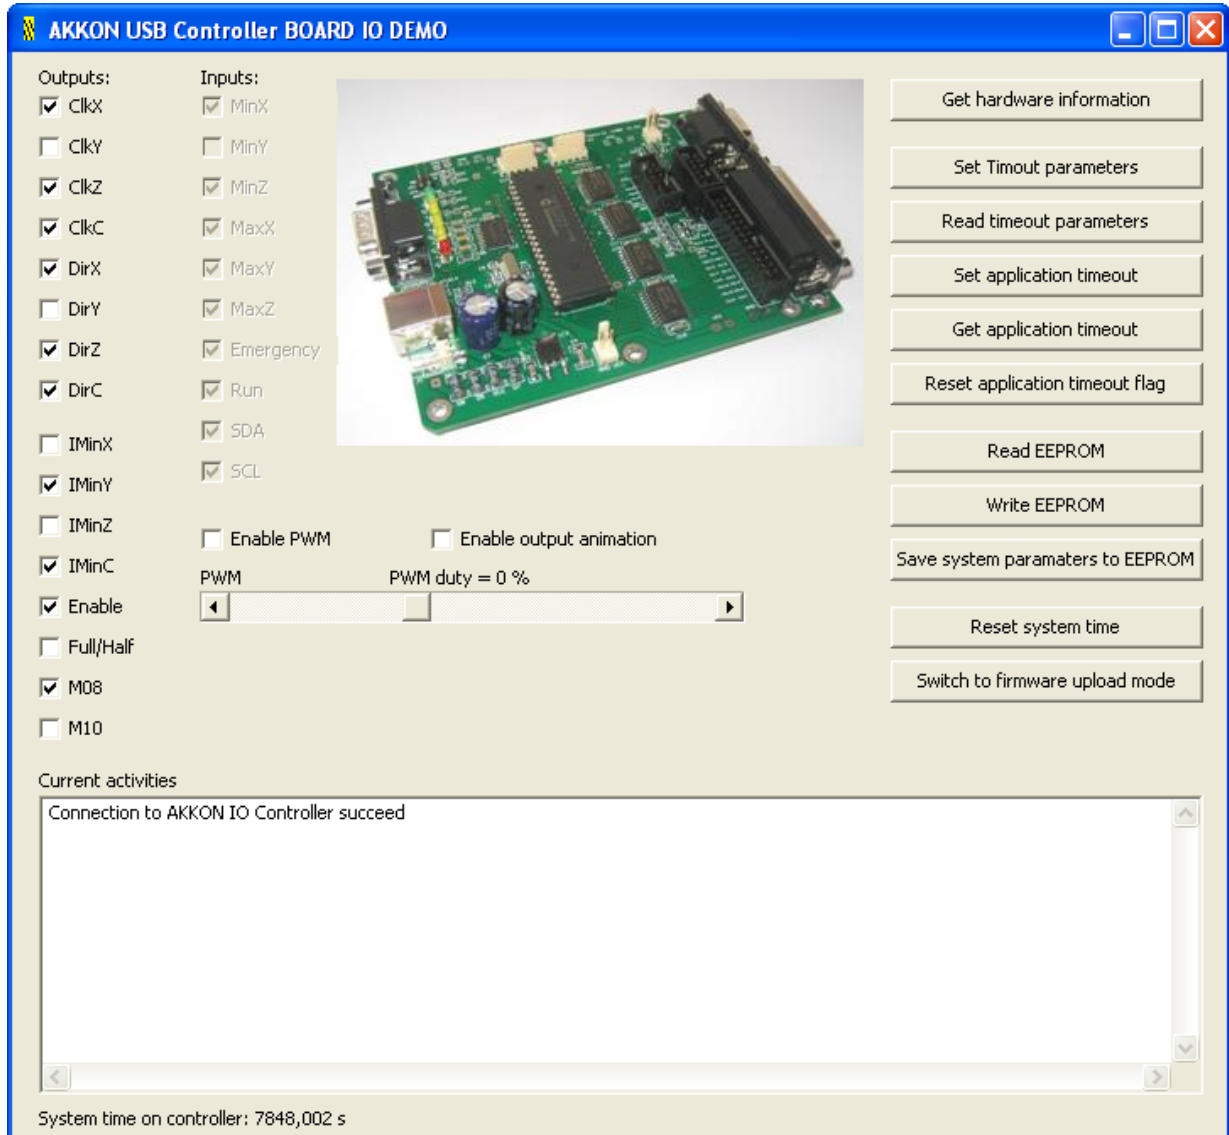 AKKON USB Controller BOARD IO DEMO
Outputs:
ClkX
ClkY
ClkZ
ClkC
DirX
DirY
DirZ
DirC
IMinX
IMinY
IMinZ
IMinC
Enable
Full/Half
M08
M10
Inputs:
MinX
MinY
MinZ
MaxX
MaxY
MaxZ
Emergency
Run
SDA
SCL
Enable PWM
Enable output animation
PWM
PWM duty = 0 %
Get hardware information
Set Timout parameters
Read timeout parameters
Set application timeout
Get application timeout
Reset application timeout flag
Read EEPROM
Write EEPROM
Save system paramaters to EEPROM
Reset system time
Switch to firmware upload mode
Current activities
Connection to AKKON IO Controller succeed
System time on controller: 7848,002 s